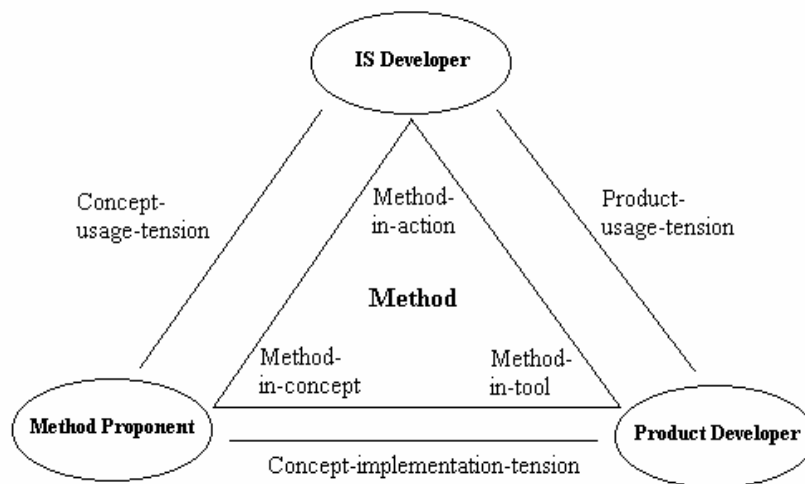 IS Developer
Concept-
usage-tension
Method-
in-action
Product-
usage-tension
Method
Method-
in-concept
Method-
in-tool
Method Proponent
Product Developer
Concept-implementation-tension